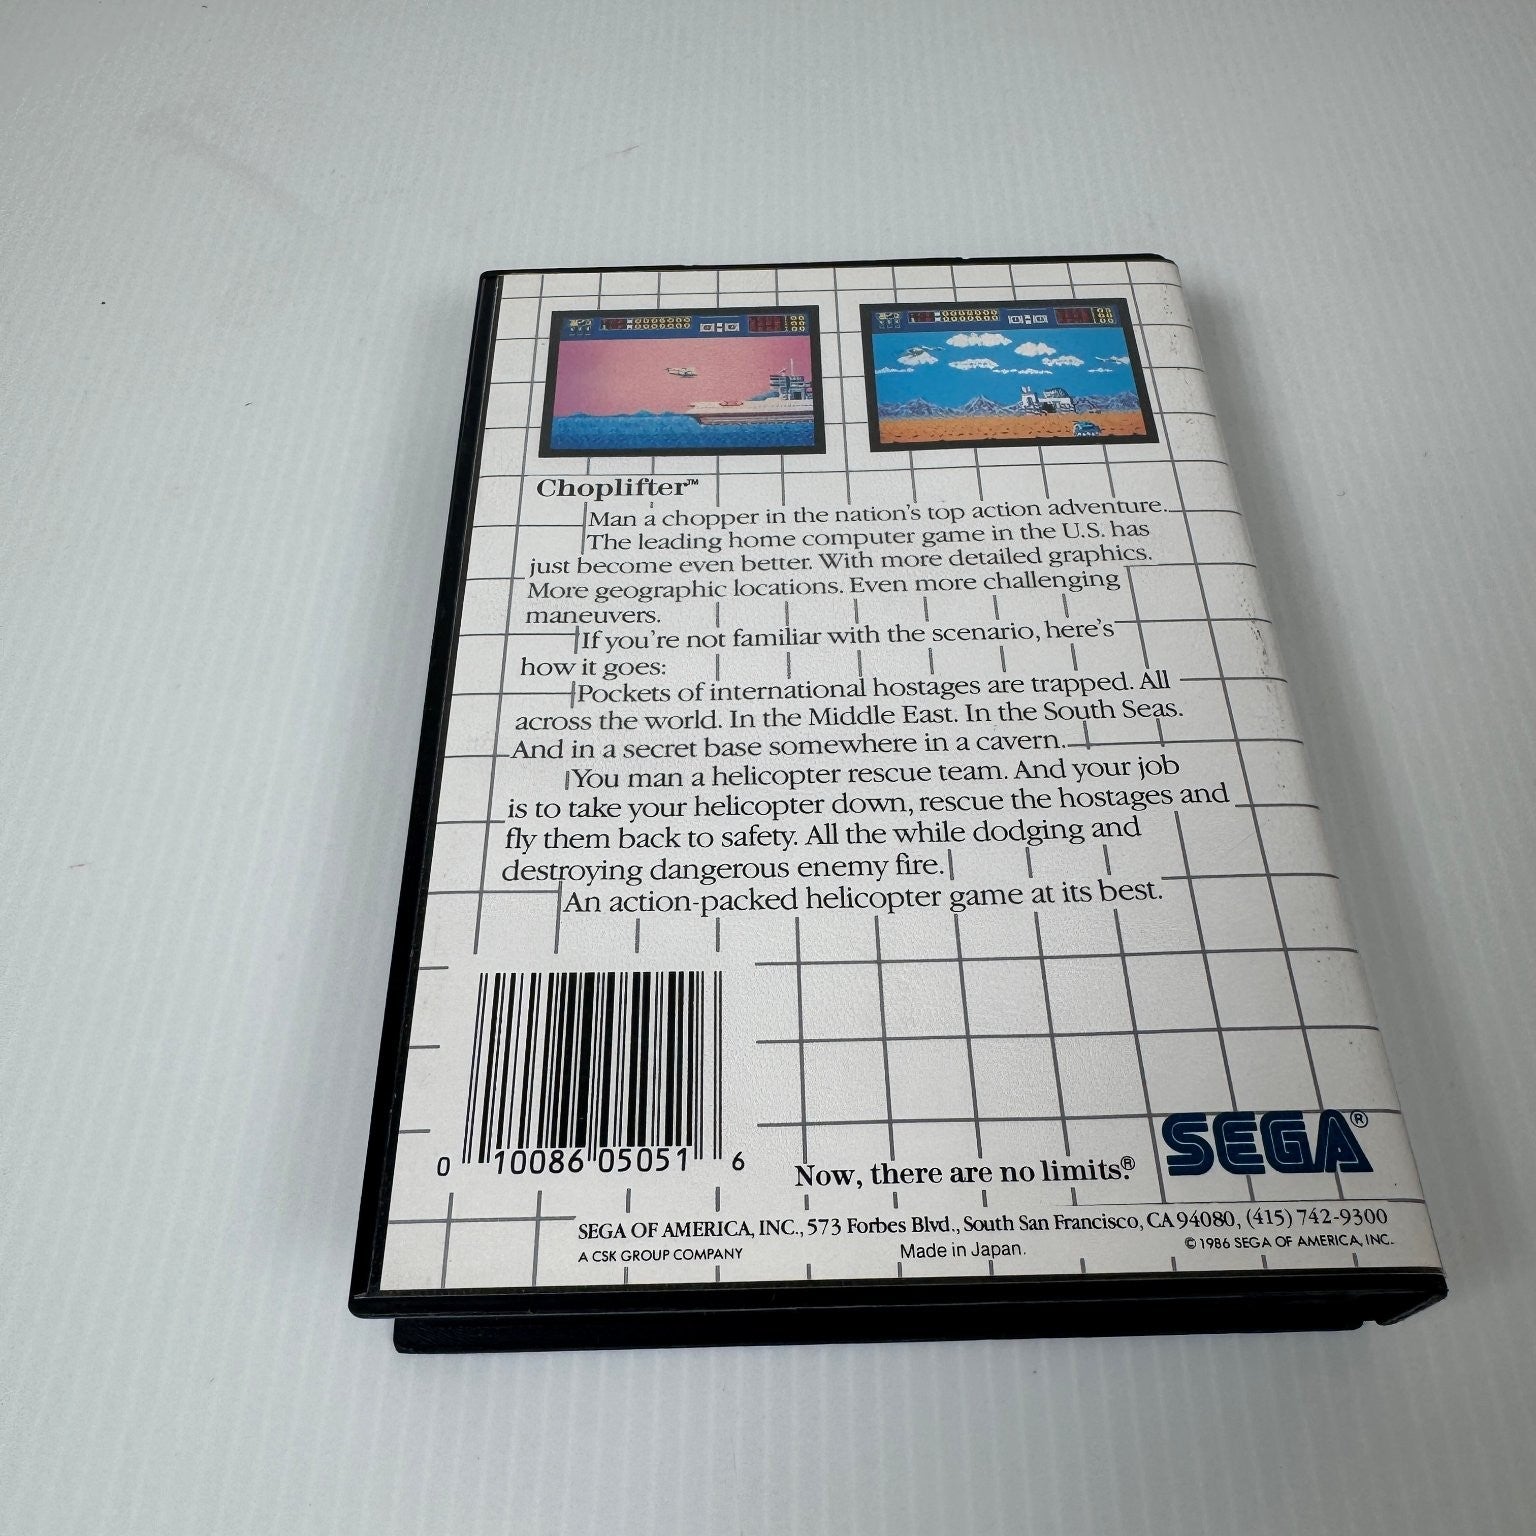 Choplifter™
Man a chopper in the nation's top action adventure.
The leading home computer game in the U.S. has
just become even better. With more detailed graphics.
More geographic locations. Even more challenging
maneuvers.
If you're not familiar with the scenario, here's
how it goes:
Pockets of international hostages are trapped. All
across the world. In the Middle East. In the South Seas.
And in a secret base somewhere in a cavern.
You man a helicopter rescue team. And your job
is to take your helicopter down, rescue the hostages and
fly them back to safety. All the while dodging and
destroying dangerous enemy fire.
An action-packed helicopter game at its best.
0 10086 05051 6
Now, there are no limits.®
SEGA®
SEGA OF AMERICA, INC., 573 Forbes Blvd., South San Francisco, CA 94080, (415) 742-9300
A CSK GROUP COMPANY
Made in Japan.
© 1986 SEGA OF AMERICA, INC.